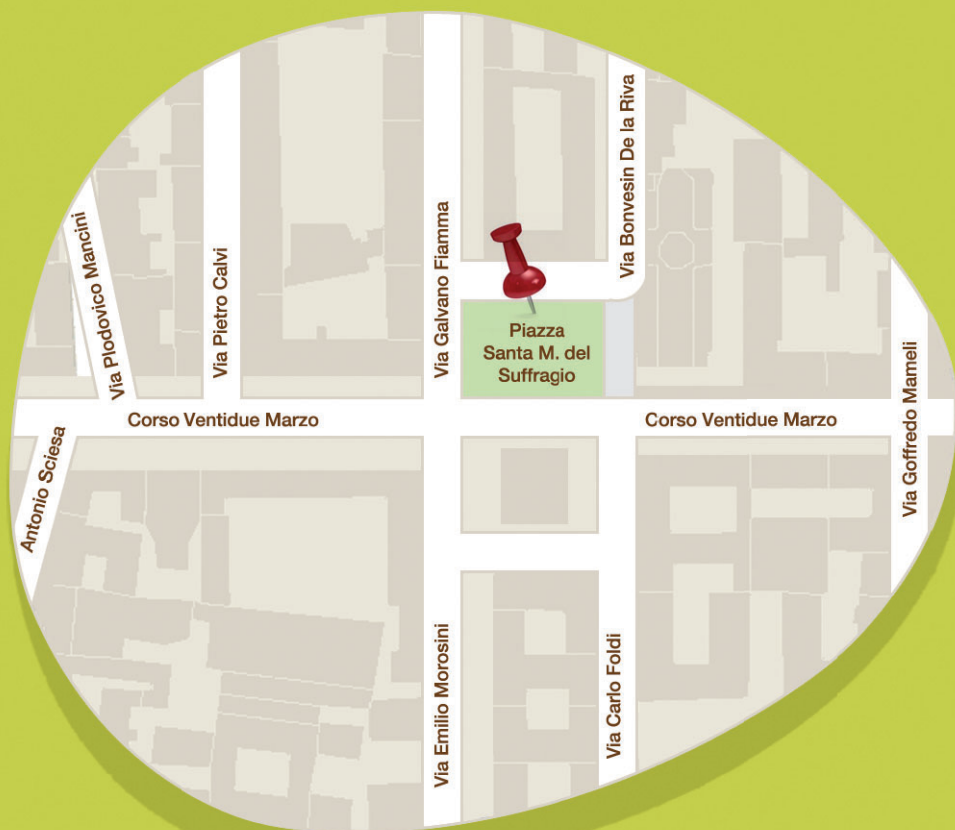 Via Plodovico Mancini
Via Pietro Calvi
Via Galvano Fiamma
Via Bonvesin De la Riva
Piazza
Santa M. del
Suffragio
Via Goffredo Mameli
Corso Ventidue Marzo
Corso Ventidue Marzo
Antonio Sciesa
Via Emilio Morosini
Via Carlo Foldi